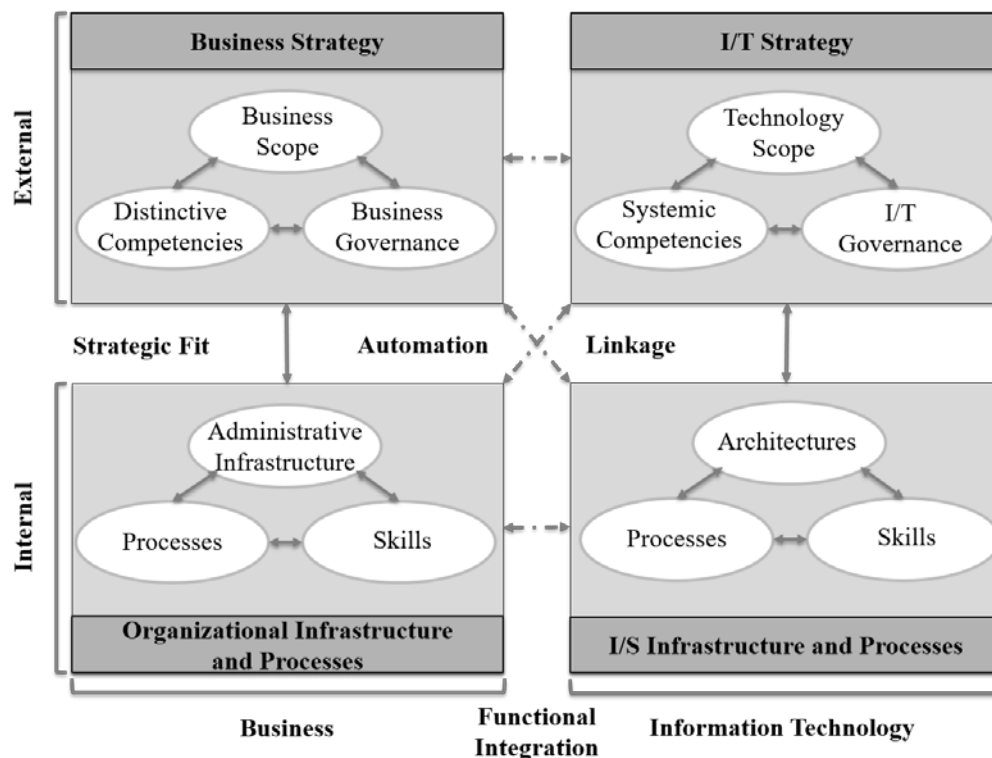 Business Strategy
I/T Strategy
External
Business
Scope
Distinctive
Competencies
Business
Governance
Technology
Scope
Systemic
Competencies
I/T
Governance
Strategic Fit
Automation
Linkage
Internal
Administrative
Infrastructure
Processes
Skills
Architectures
Processes
Skills
Organizational Infrastructure
and Processes
I/S Infrastructure and Processes
Business
Functional
Integration
Information Technology